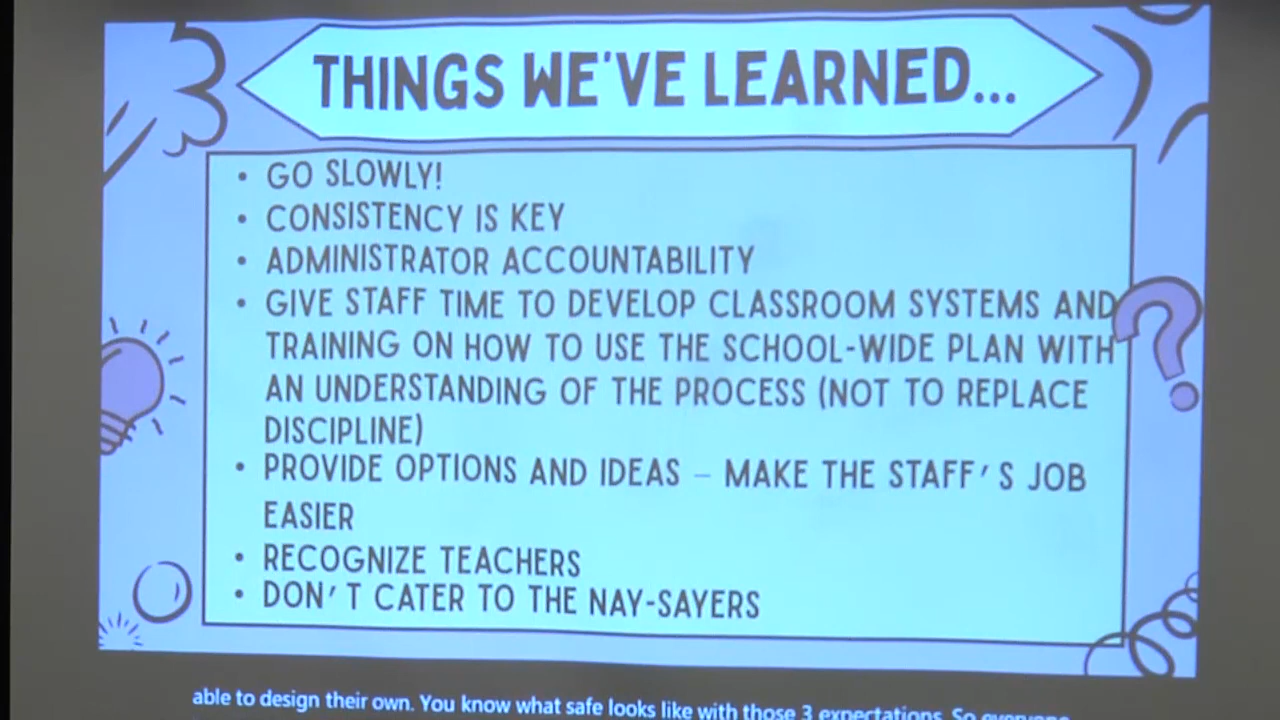 THINGS WE'VE LEARNED...
• GO SLOWLY!
• CONSISTENCY IS KEY
• ADMINISTRATOR ACCOUNTABILITY
• GIVE STAFF TIME TO DEVELOP CLASSROOM SYSTEMS AND
TRAINING ON HOW TO USE THE SCHOOL-WIDE PLAN WITH
AN UNDERSTANDING OF THE PROCESS (NOT TO REPLACE
DISCIPLINE)
• PROVIDE OPTIONS AND IDEAS – MAKE THE STAFF'S JOB
EASIER
• RECOGNIZE TEACHERS
• DON'T CATER TO THE NAY-SAYERS
able to design their own. You know what safe looks like with those 3 expectations. So everyone